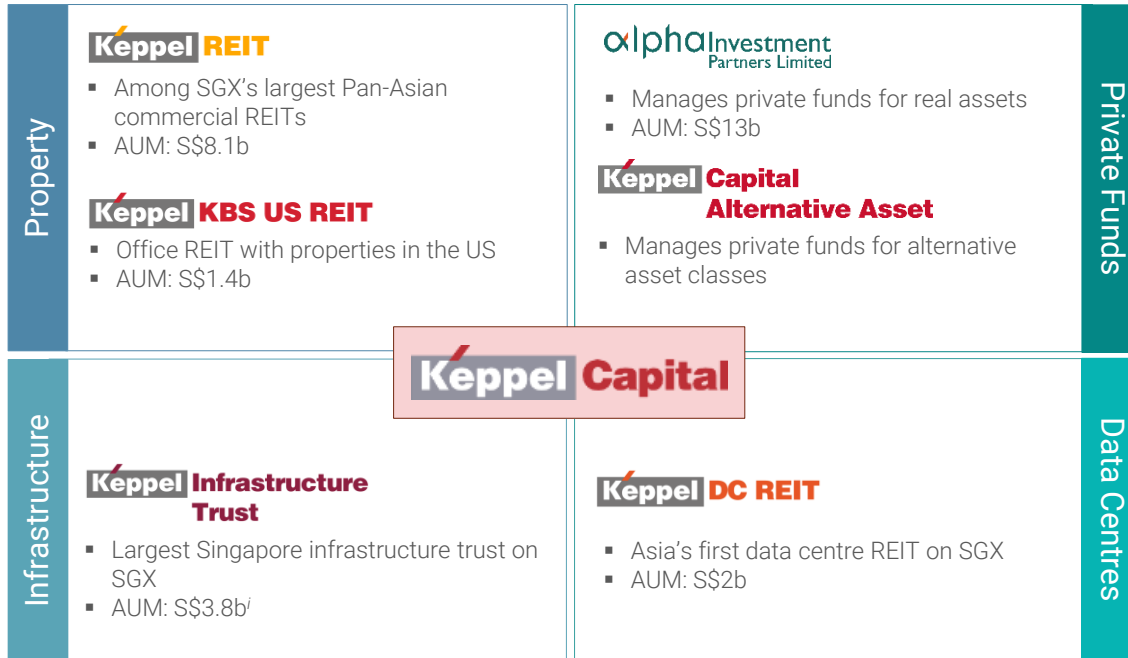 Property
Keppel REIT
▪ Among SGX's largest Pan-Asian
commercial REITs
▪ AUM: S$8.1b
Keppel KBS US REIT
▪ Office REIT with properties in the US
▪ AUM: S$1.4b
alpha Investment
Partners Limited
▪ Manages private funds for real assets
▪ AUM: S$13b
Keppel Capital
Alternative Asset
▪ Manages private funds for alternative
asset classes
Private Funds
Keppel Capital
Infrastructure
Keppel Infrastructure
Trust
▪ Largest Singapore infrastructure trust on
SGX
▪ AUM: S$3.8bⁱ
Keppel DC REIT
▪ Asia's first data centre REIT on SGX
▪ AUM: S$2b
Data Centres